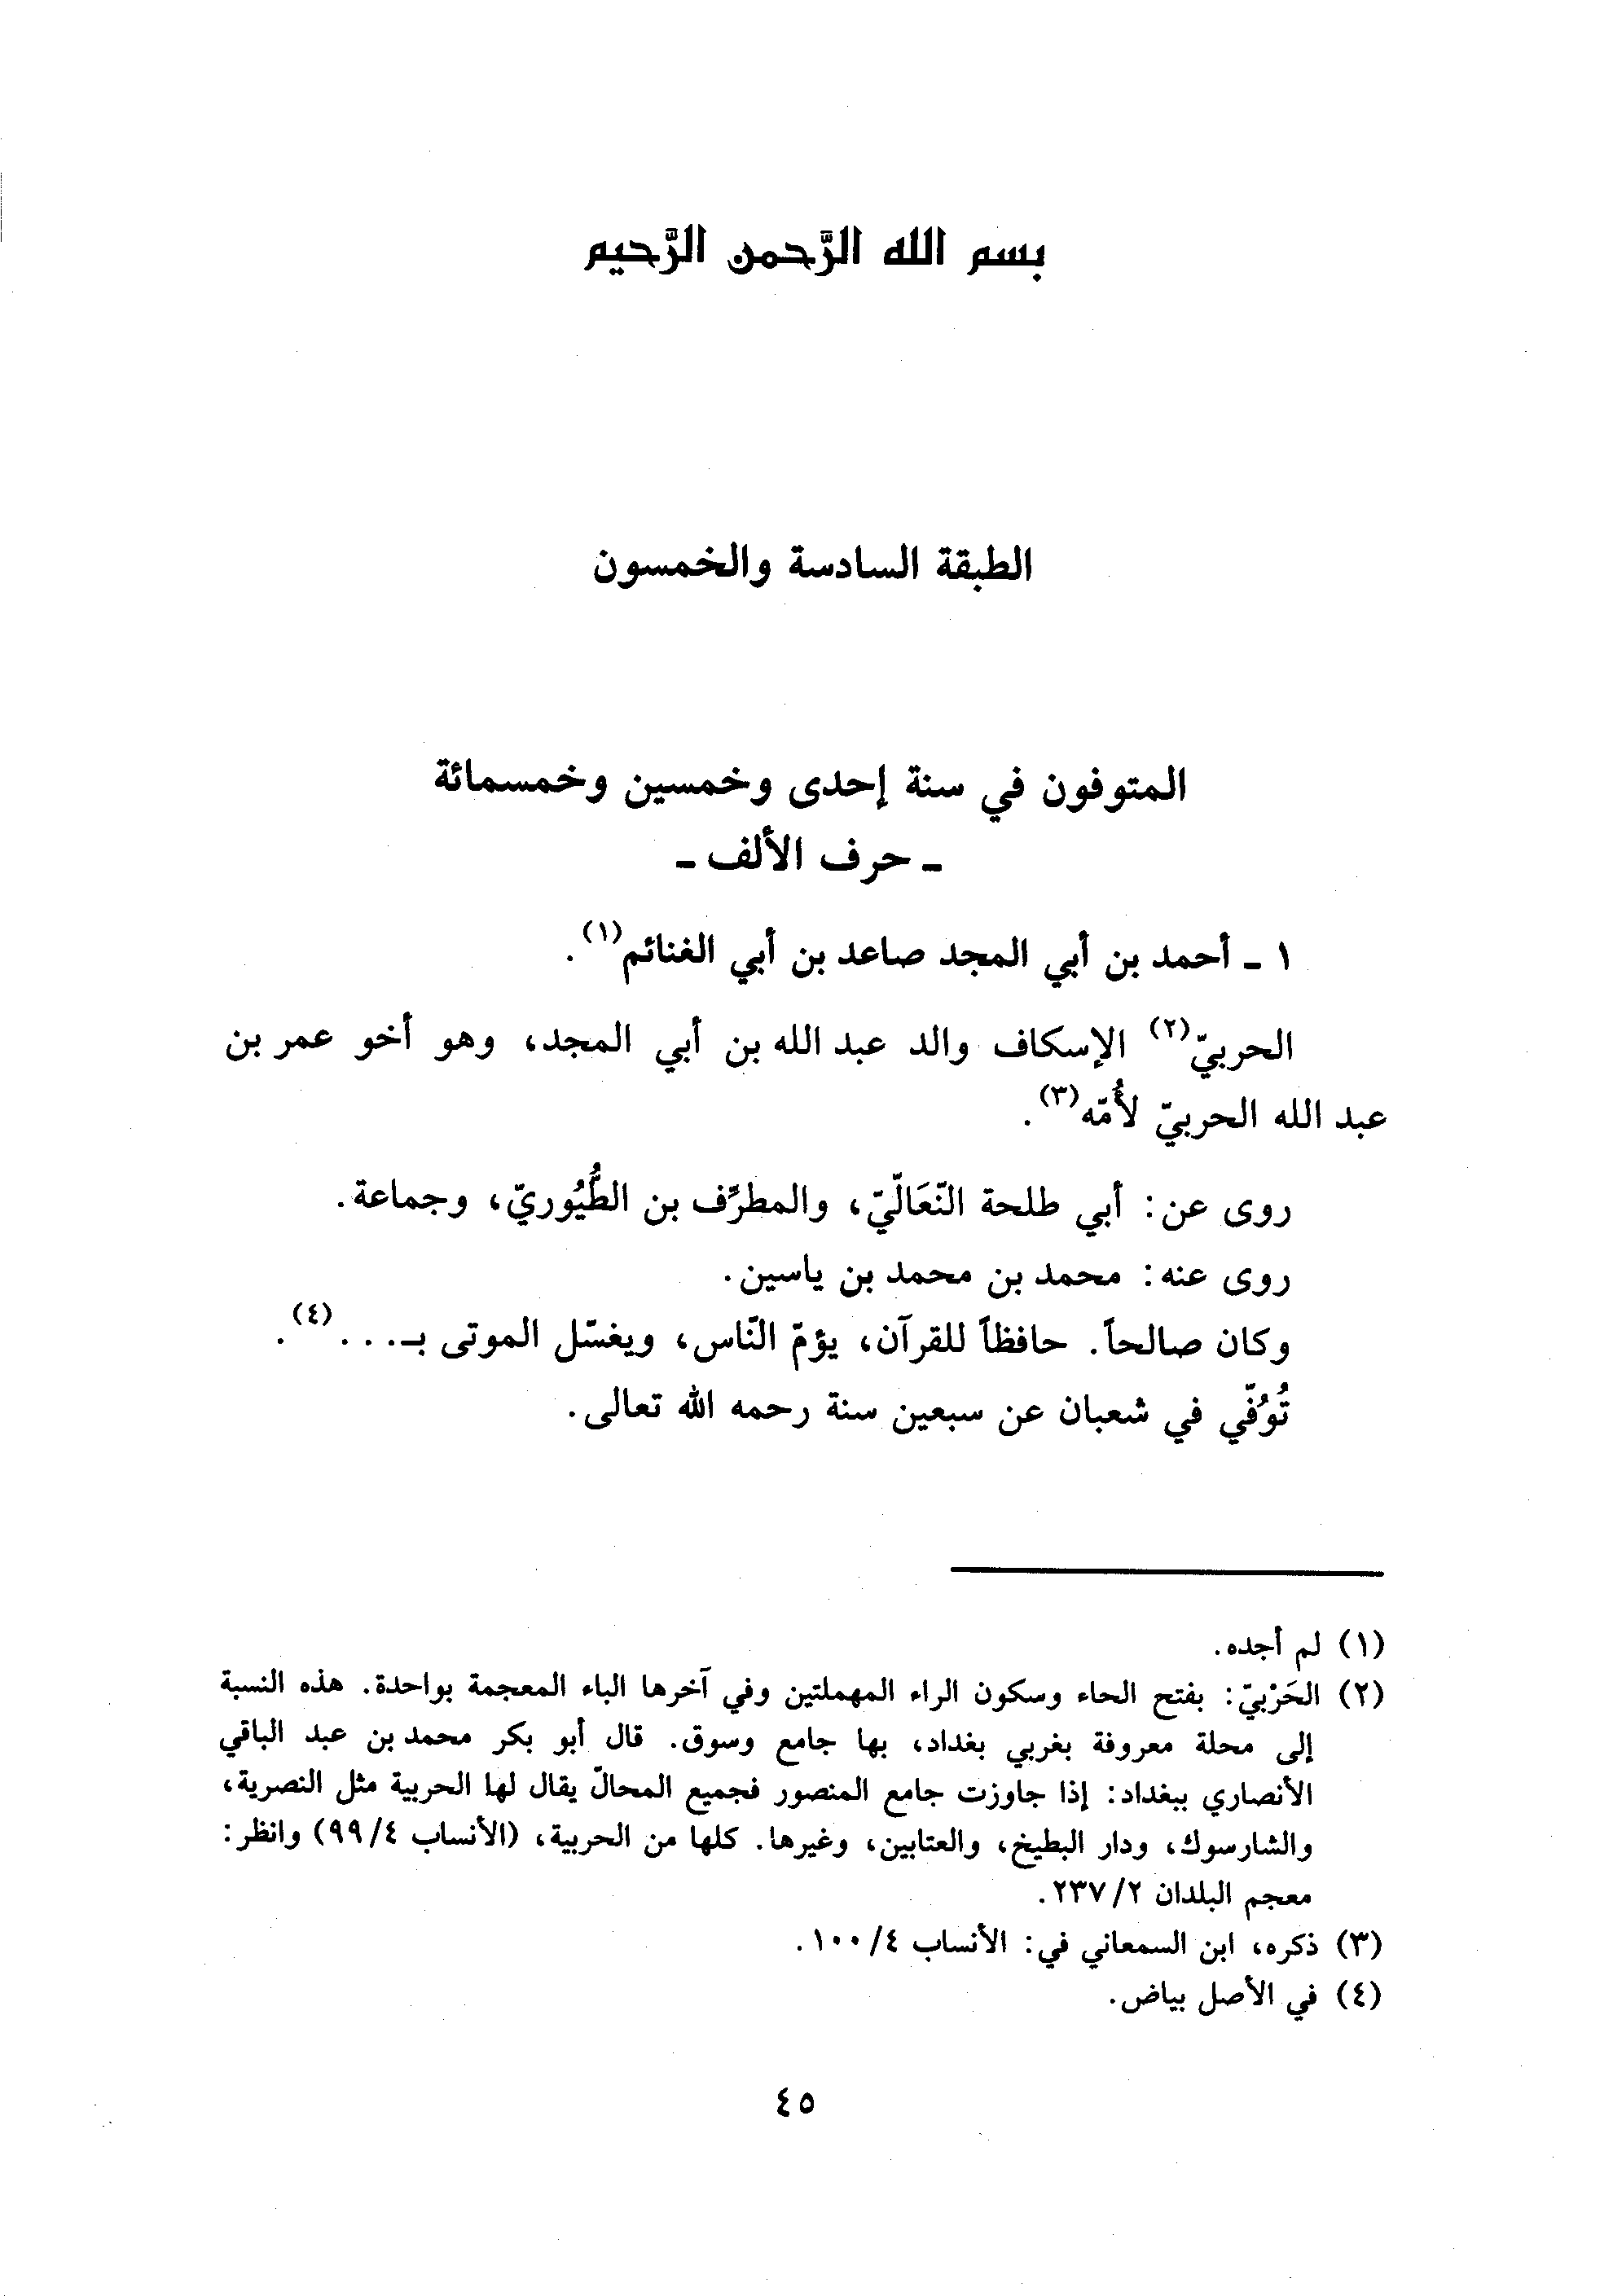 بسم الله الرَّحمن الرَّحيم
الطبقة السادسة والخمسون
المتوفون في سنة إحدى وخمسين وخمسمائة
ـ حرف الألف ـ
١ ـ أحمد بن أبي المجد صاعد بن أبي الغنائم(١).
الحربيّ(٢) الإسكاف والد عبد الله بن أبي المجد، وهو أخو عمر بن
عبد الله الحربيّ لأُمّه(٣).
روى عن: أبي طلحة النّعَالّيّ، والمطرِّف بن الطُّيُوريّ، وجماعة.
روى عنه: محمد بن محمد بن ياسين.
وكان صالحاً. حافظاً للقرآن، يؤمّ النّاس، ويغسّل الموتى بـ. . .(٤).
تُوُفّي في شعبان عن سبعين سنة رحمه الله تعالى.
(١) لم أجده.
(٢) الحَرْبيّ: بفتح الحاء وسكون الراء المهملتين وفي آخرها الباء المعجمة بواحدة. هذه النسبة
إلى محلة معروفة بغربي بغداد، بها جامع وسوق. قال أبو بكر محمد بن عبد الباقي
الأنصاري ببغداد: إذا جاوزت جامع المنصور فجميع المحالّ يقال لها الحربية مثل النصرية،
والشارسوك، ودار البطيخ، والعتابين، وغيرها. كلها من الحربية، (الأنساب ٩٩/٤) وانظر:
معجم البلدان ٢٣٧/٢.
(٣) ذكره، ابن السمعاني في: الأنساب ١٠٠/٤.
(٤) في الأصل بياض.
٤٥